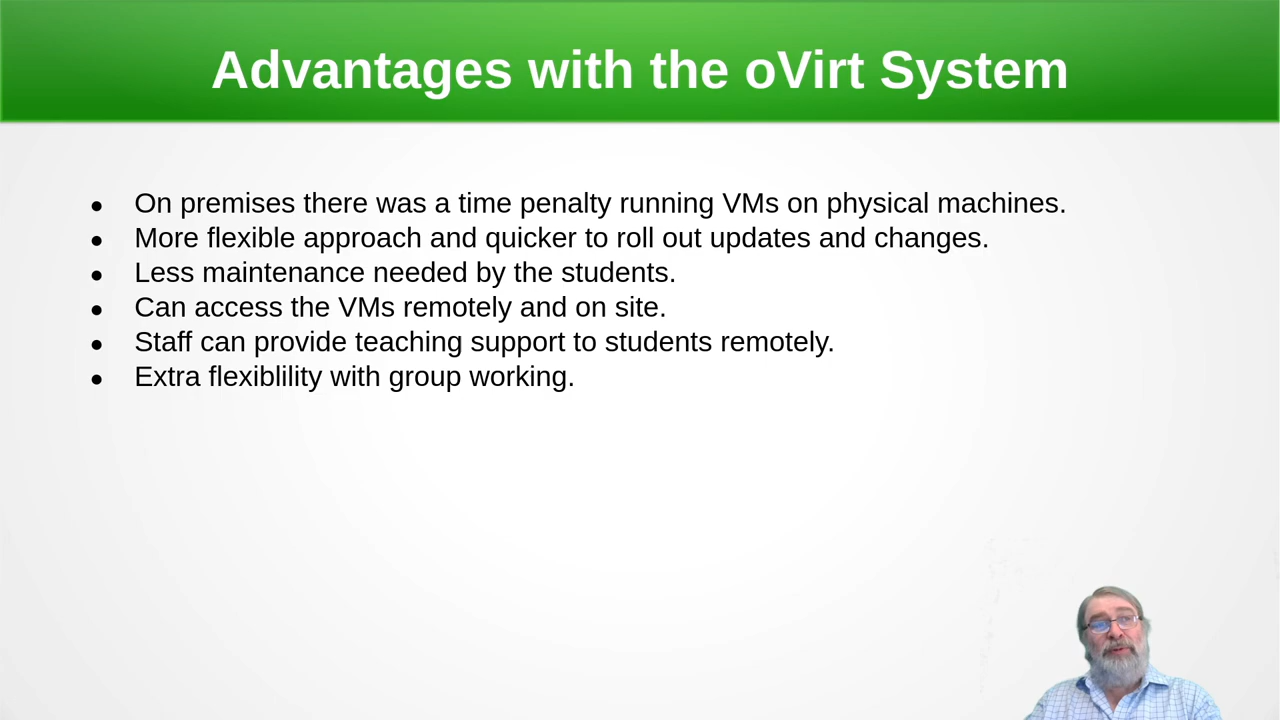 Advantages with the oVirt System
● On premises there was a time penalty running VMs on physical machines.
● More flexible approach and quicker to roll out updates and changes.
● Less maintenance needed by the students.
● Can access the VMs remotely and on site.
● Staff can provide teaching support to students remotely.
● Extra flexiblility with group working.